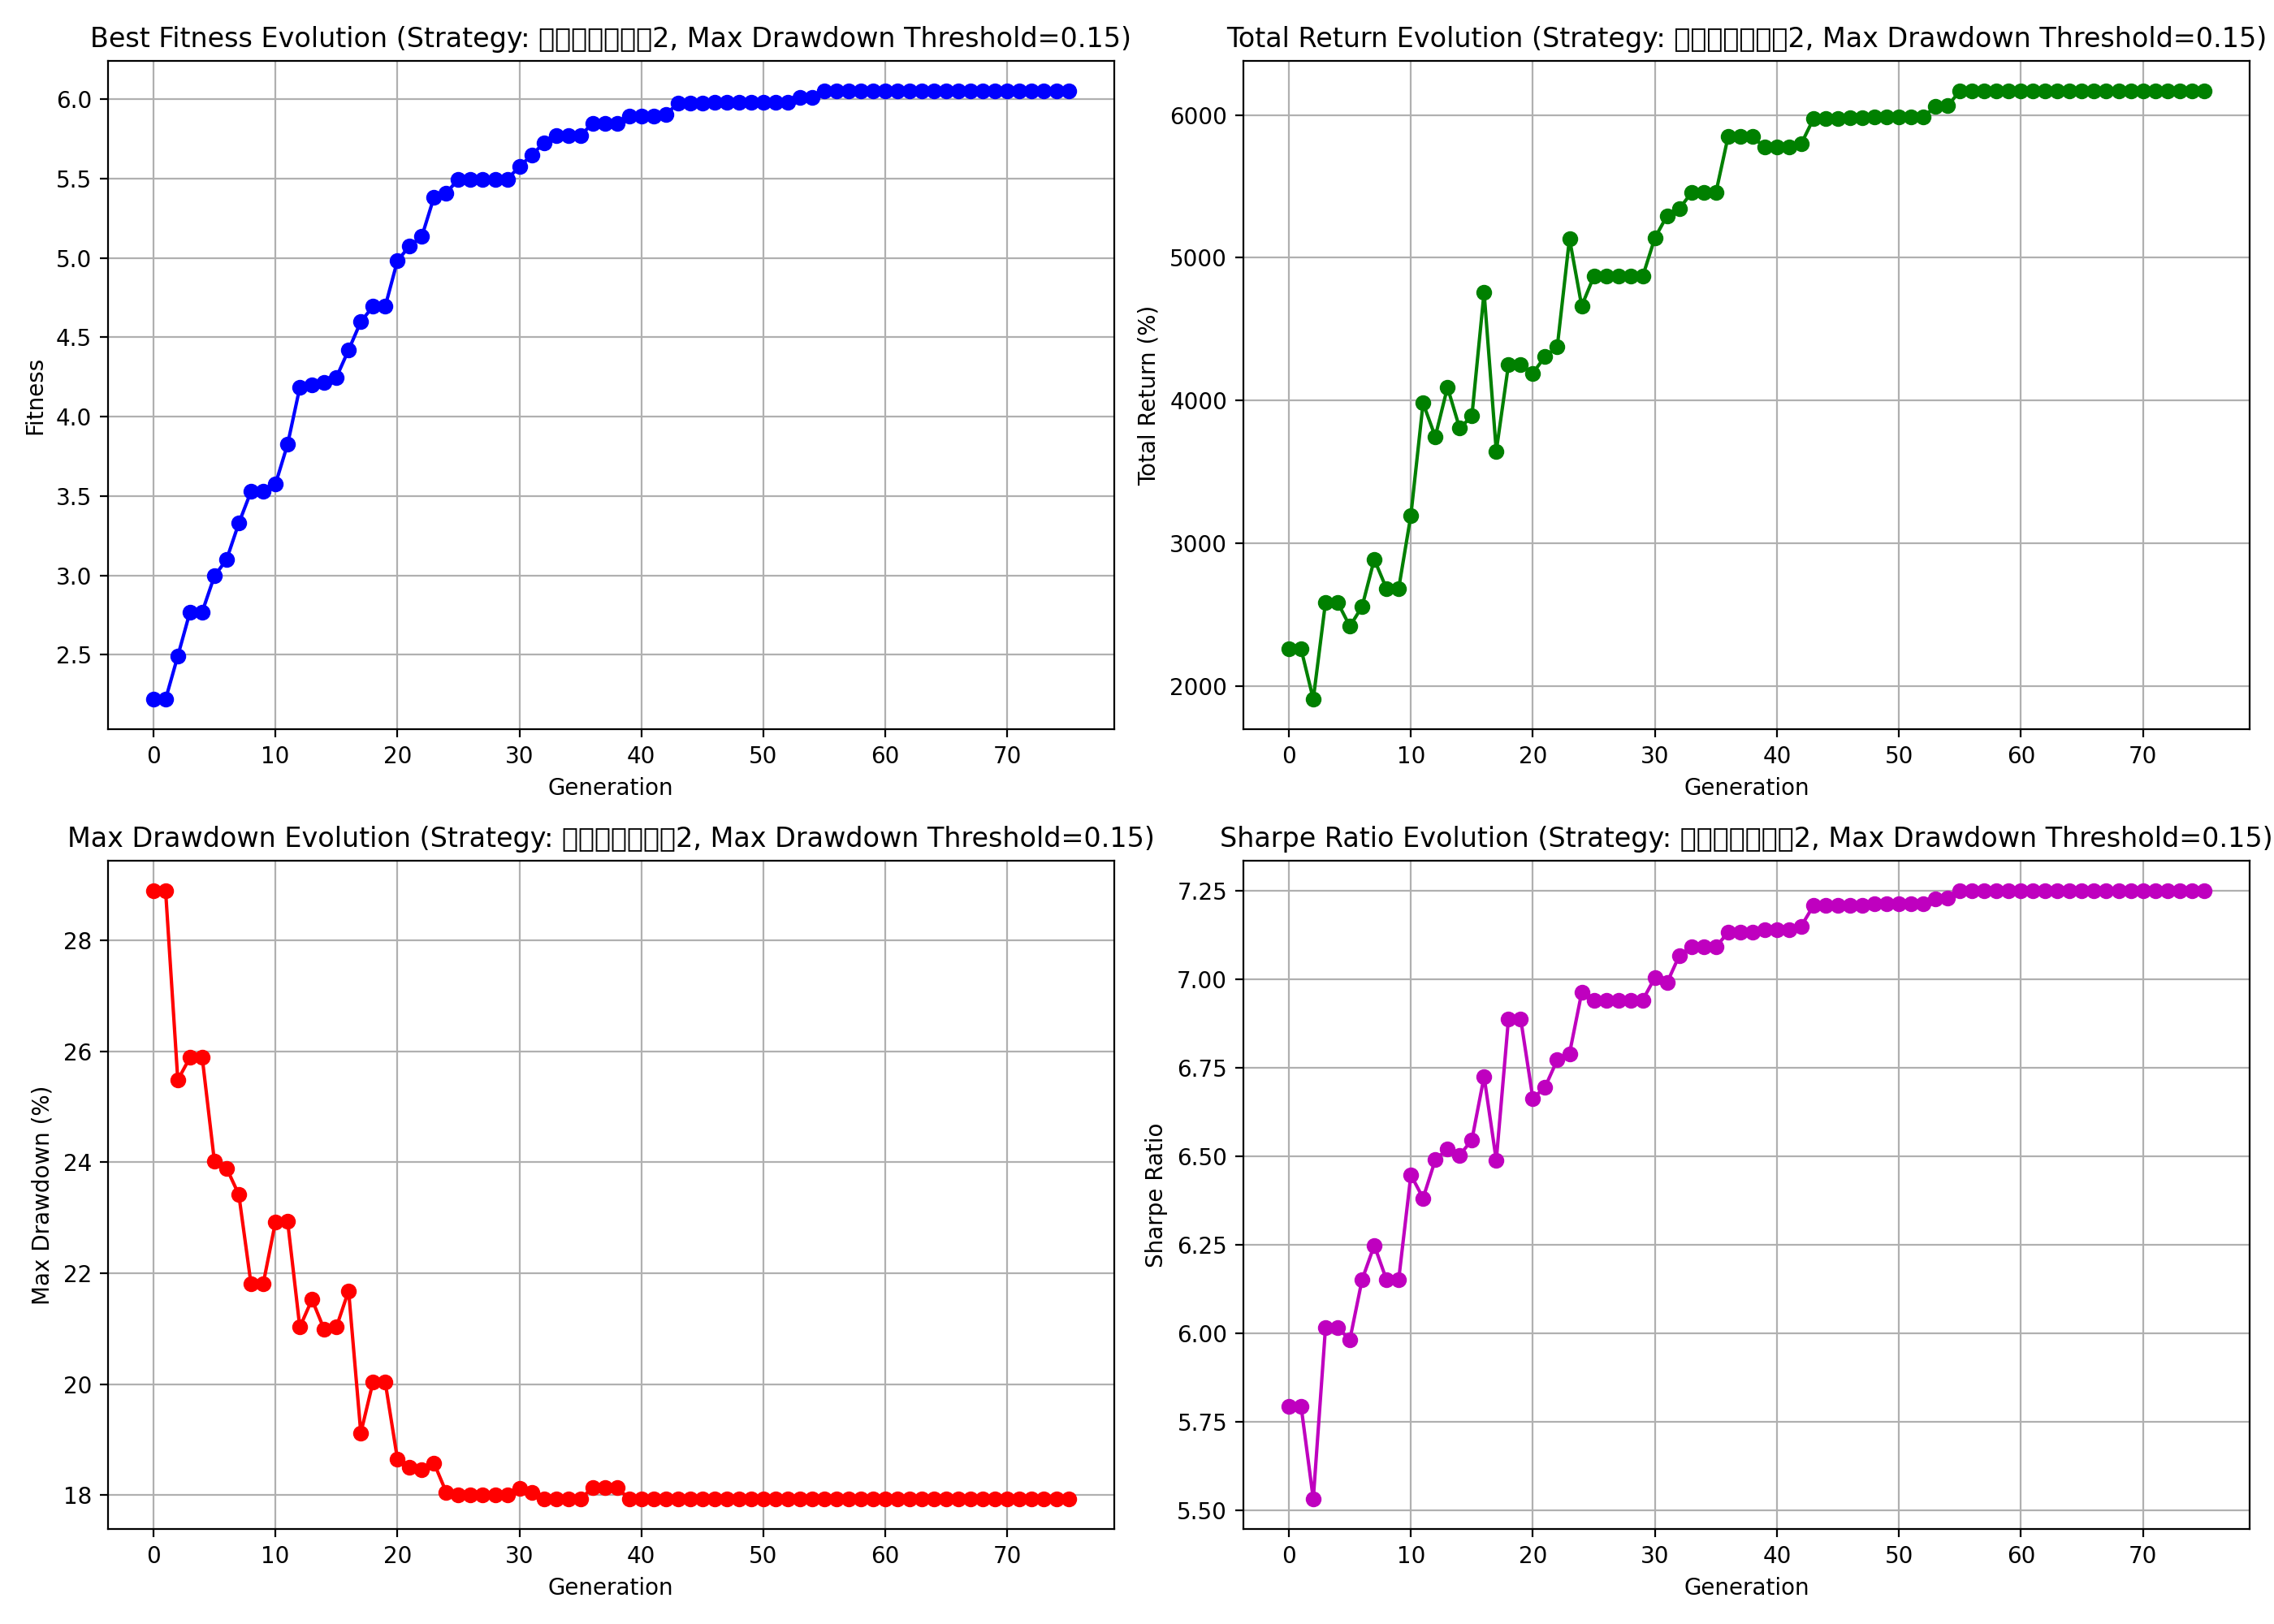 Best Fitness Evolution (Strategy: □□□□□□□2, Max Drawdown Threshold=0.15)
6.0
5.5
5.0
4.5
4.0
3.5
3.0
2.5
Fitness
0 10 20 30 40 50 60 70
Generation
Total Return Evolution (Strategy: □□□□□□□2, Max Drawdown Threshold=0.15)
6000
5000
4000
3000
2000
Total Return (%)
0 10 20 30 40 50 60 70
Generation
Max Drawdown Evolution (Strategy: □□□□□□□2, Max Drawdown Threshold=0.15)
28
26
24
22
20
18
Max Drawdown (%)
0 10 20 30 40 50 60 70
Generation
Sharpe Ratio Evolution (Strategy: □□□□□□□2, Max Drawdown Threshold=0.15)
7.25
7.00
6.75
6.50
6.25
6.00
5.75
5.50
Sharpe Ratio
0 10 20 30 40 50 60 70
Generation